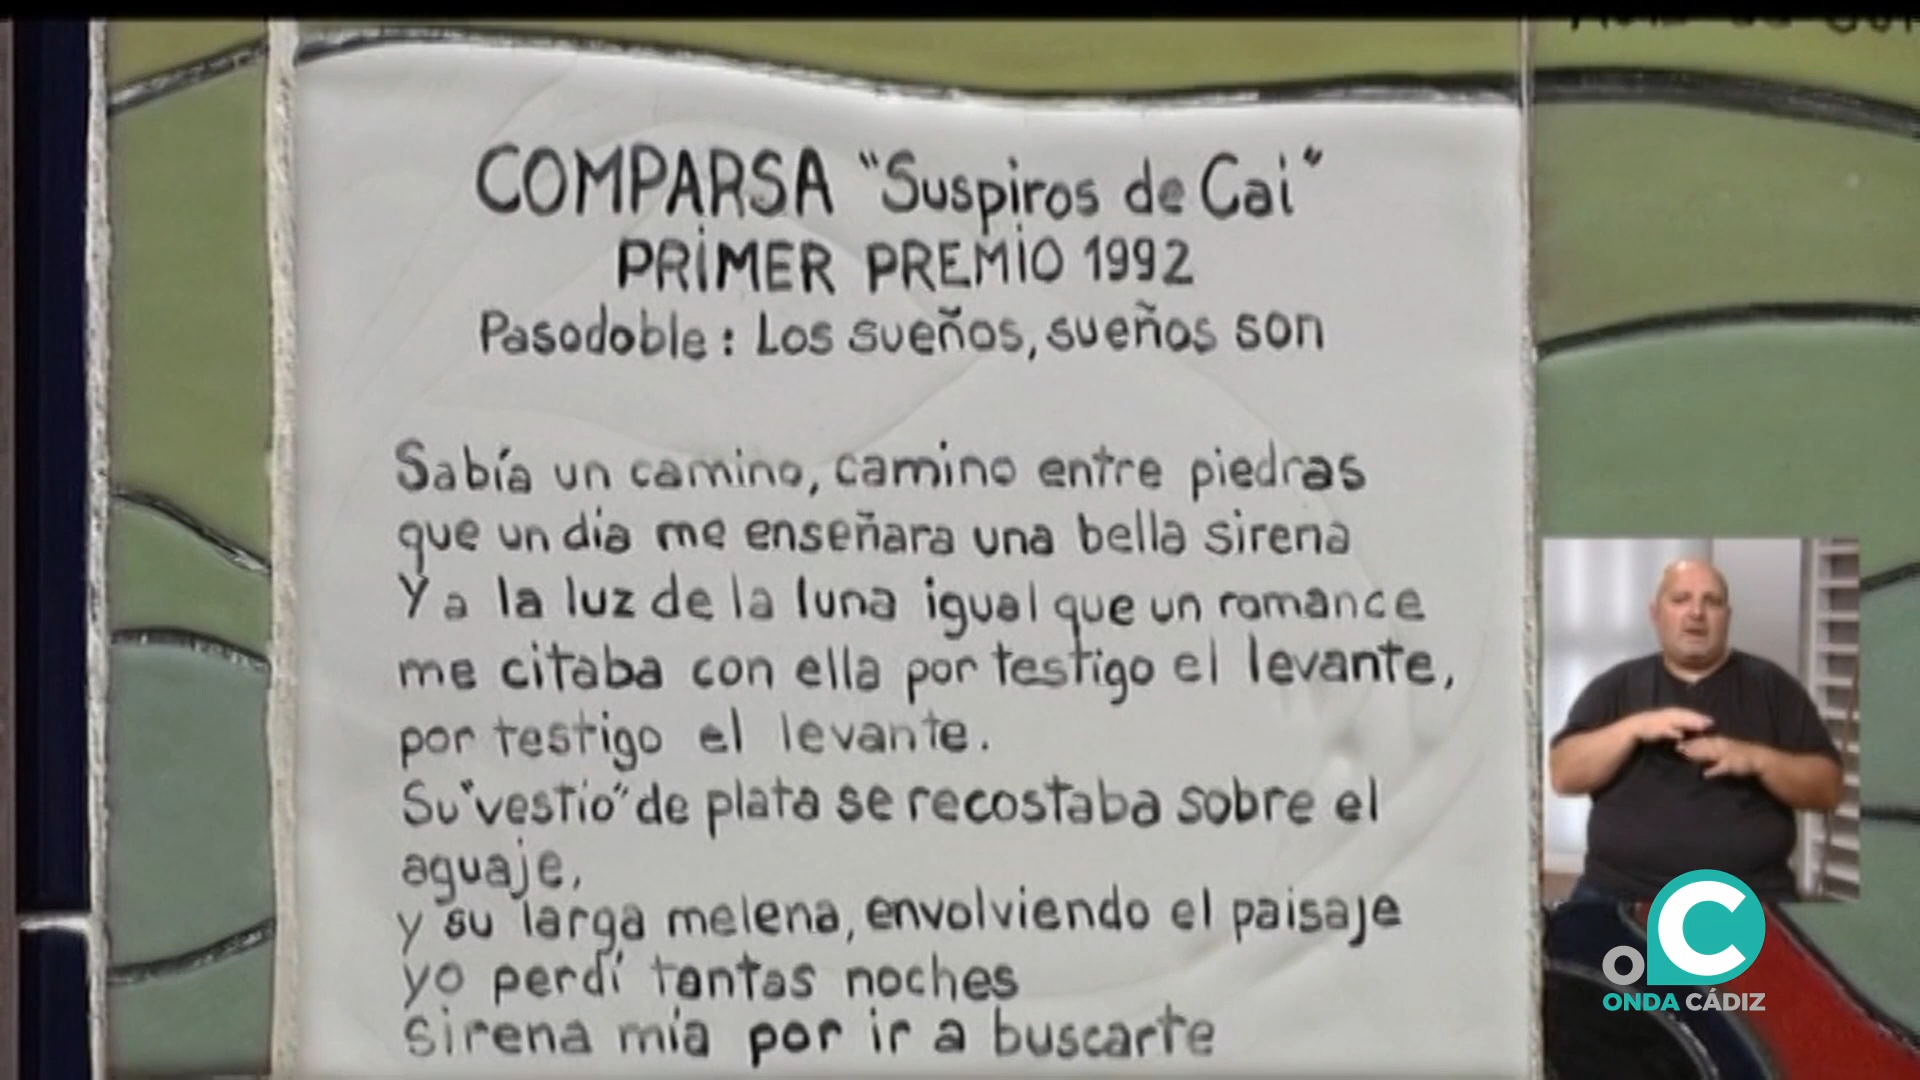 COMPARSA "Suspiros de Cai"
PRIMER PREMIO 1992
Pasodoble: Los sueños, sueños son
Sabía un camino, camino entre piedras
que un dia me enseñara una bella sirena
Y a la luz de la luna igual que un romance
me citaba con ella por testigo el levante,
por testigo el levante.
Su "vestio" de plata se recostaba sobre el
aguaje,
y su larga melena, envolviendo el paisaje
yo perdí tantas noches
sirena mía por ir a buscarte
OC
ONDA CÁDIZ